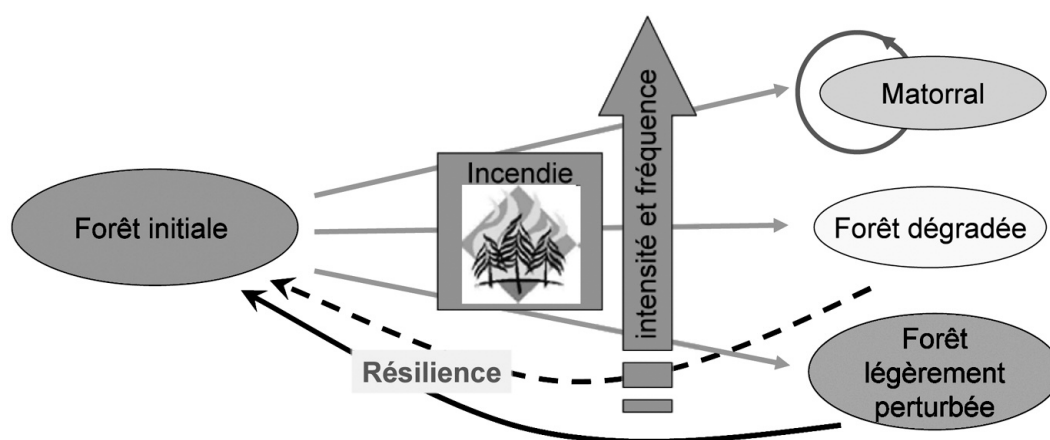 Forêt initiale
Incendie
intensité et fréquence
Matorral
Forêt dégradée
Forêt
légèrement
perturbée
Résilience